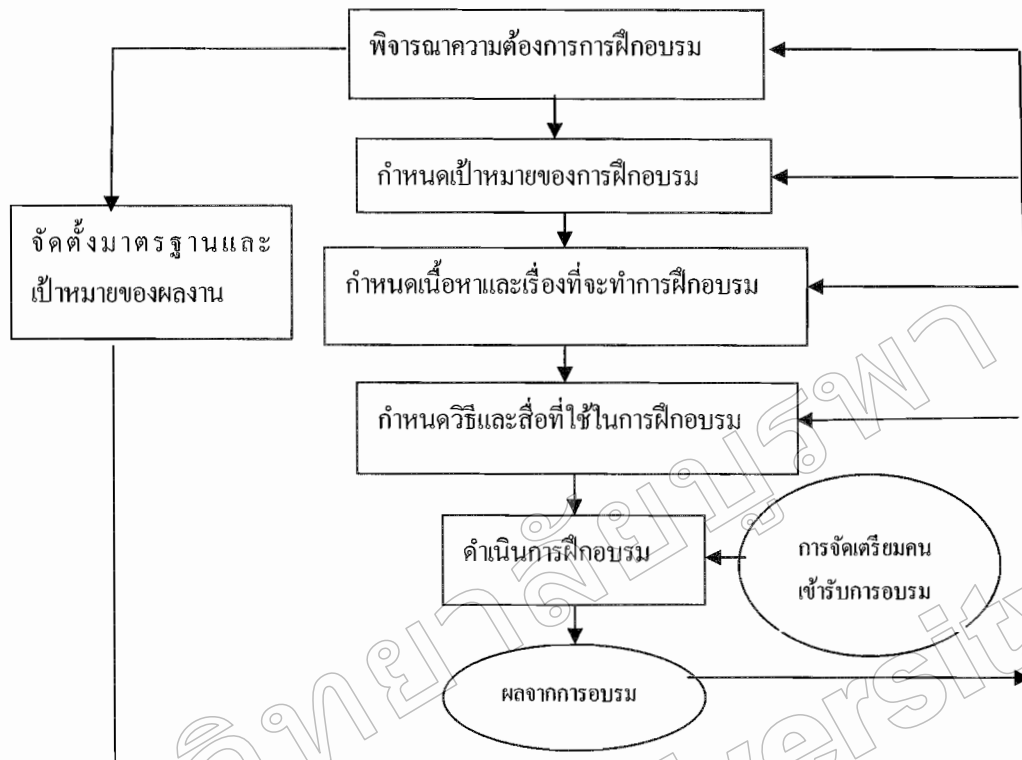 พิจารณาความต้องการการฝึกอบรม
กำหนดเป้าหมายของการฝึกอบรม
จัดตั้งมาตรฐานและ
เป้าหมายของผลงาน
กำหนดเนื้อหาและเรื่องที่จะทำการฝึกอบรม
กำหนดวิธีและสื่อที่ใช้ในการฝึกอบรม
ดำเนินการฝึกอบรม
การจัดเตรียมคน
เข้ารับการอบรม
ผลจากการอบรม